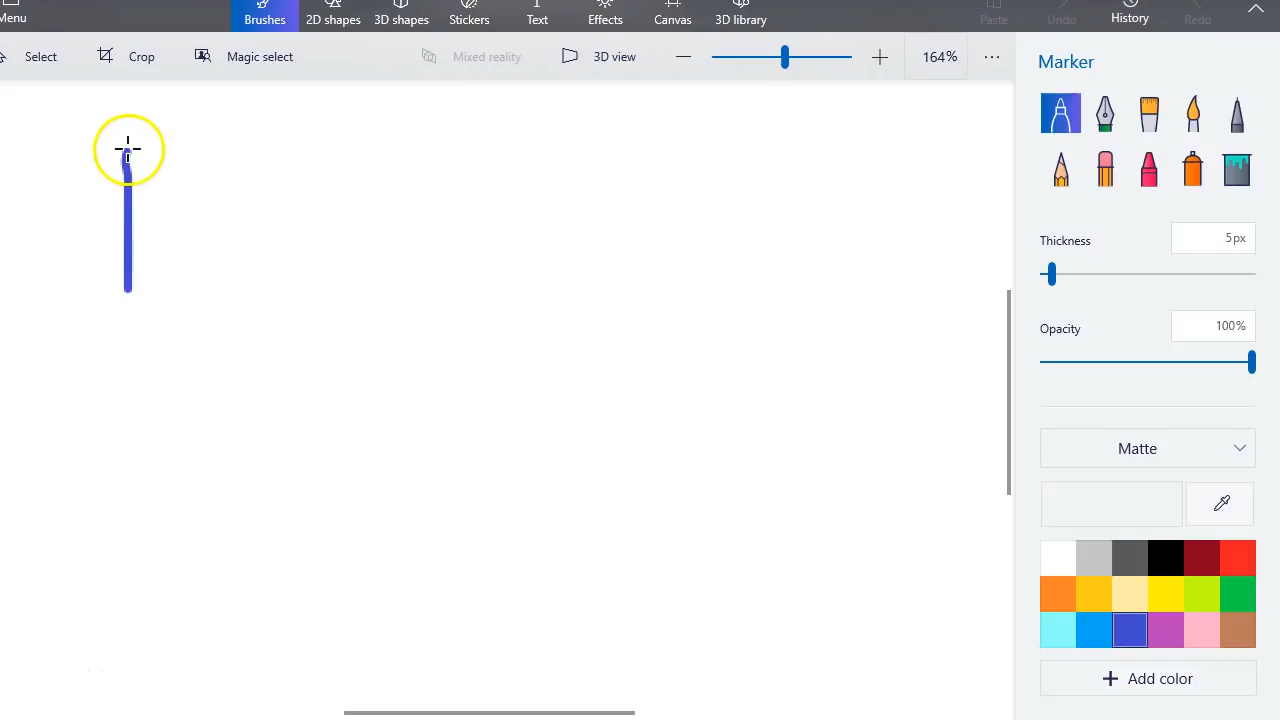 Menu Brushes 2D shapes 3D shapes Stickers Text Effects Canvas 3D library Paste Undo History Redo
Select Crop Magic select Mixed reality 3D view 164%
Marker
Thickness 5px
Opacity 100%
Matte
Add color